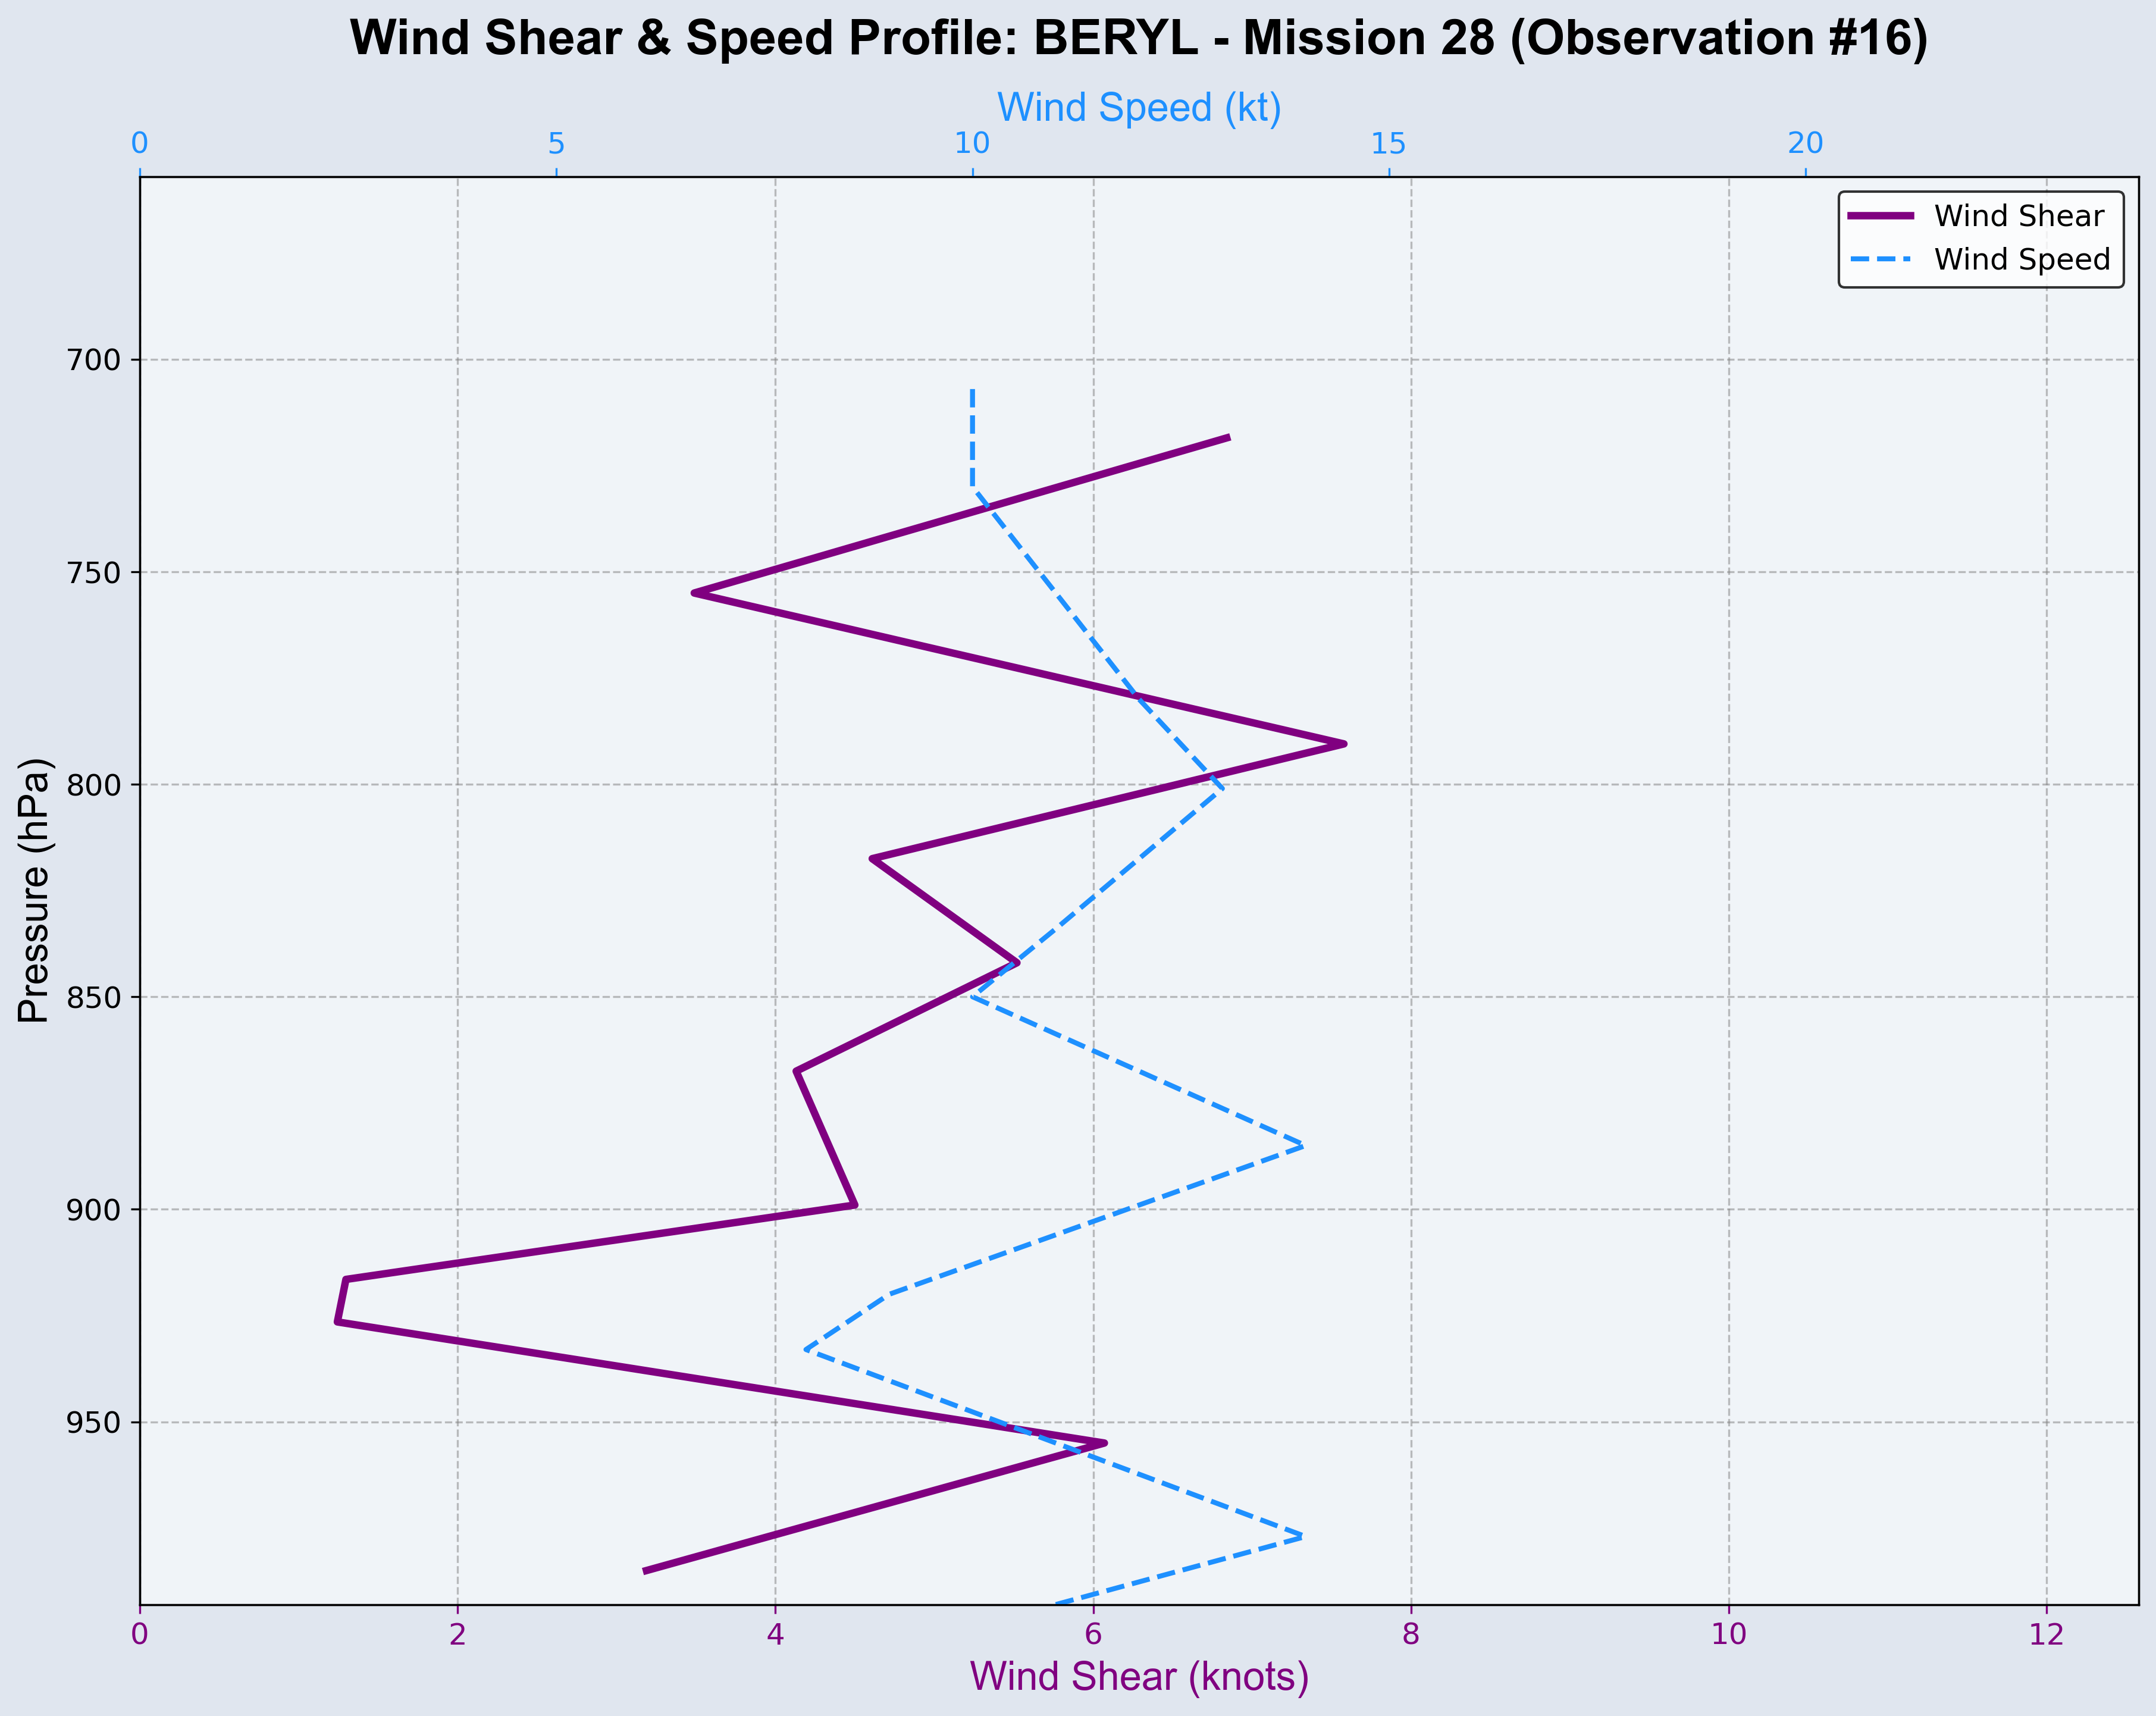 Wind Shear & Speed Profile: BERYL - Mission 28 (Observation #16)
Wind Speed (kt)
0 5 10 15 20
Wind Shear
Wind Speed
700
750
800
850
900
950
Pressure (hPa)
0 2 4 6 8 10 12
Wind Shear (knots)